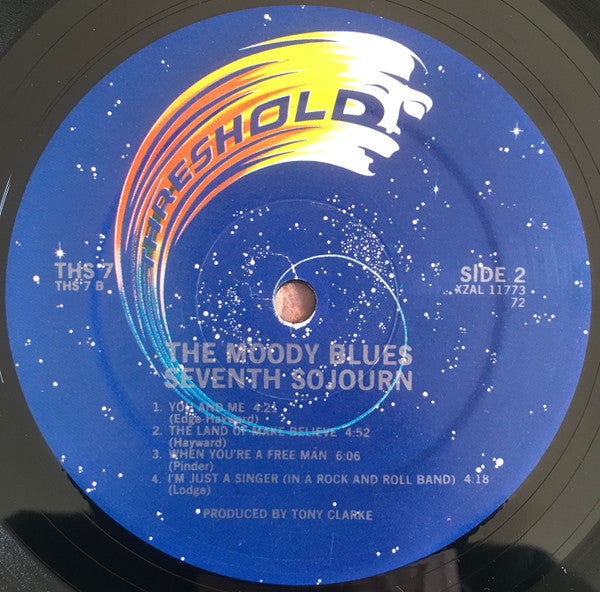 THRESHOLD
THS 7
THS 7 B
SIDE 2
XZAL 11773
72
THE MOODY BLUES
SEVENTH SOJOURN
1. YOU AND ME 4:21
(Edge-Hayward)
2. THE LAND OF MAKE BELIEVE 4:52
(Hayward)
3. WHEN YOU'RE A FREE MAN 6:06
(Pinder)
4. I'M JUST A SINGER (IN A ROCK AND ROLL BAND) 4:18
(Lodge)
PRODUCED BY TONY CLARKE